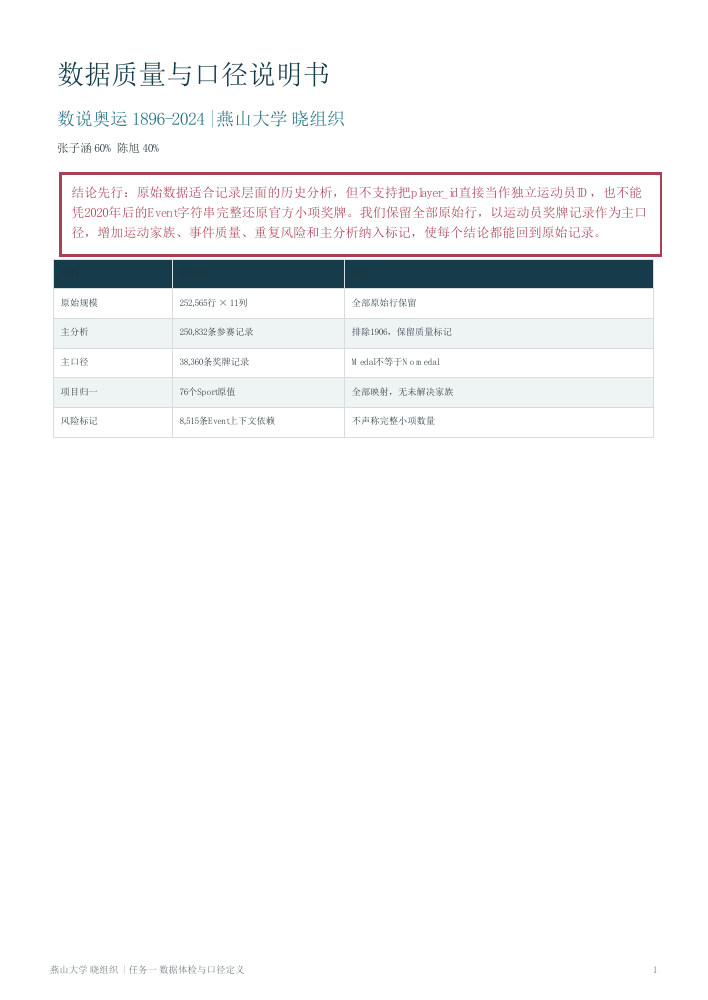 数据质量与口径说明书
数说奥运 1896–2024 | 燕山大学 晓组织
张子涵 60% 陈旭 40%
结论先行：原始数据适合记录层面的历史分析，但不支持把player_id直接当作独立运动员ID，也不能
凭2020年后的Event字符串完整还原官方小项奖牌。我们保留全部原始行，以运动员奖牌记录作为主口
径，增加运动家族、事件质量、重复风险和主分析纳入标记，使每个结论都能回到原始记录。
原始规模 252,565行 × 11列 全部原始行保留
主分析 250,832条参赛记录 排除1906，保留质量标记
主口径 38,360条奖牌记录 Medal不等于No medal
项目归一 76个Sport原值 全部映射，无未解决家族
风险标记 8,515条Event上下文依赖 不声称完整小项数量
燕山大学 晓组织 | 任务一 数据体检与口径定义 1